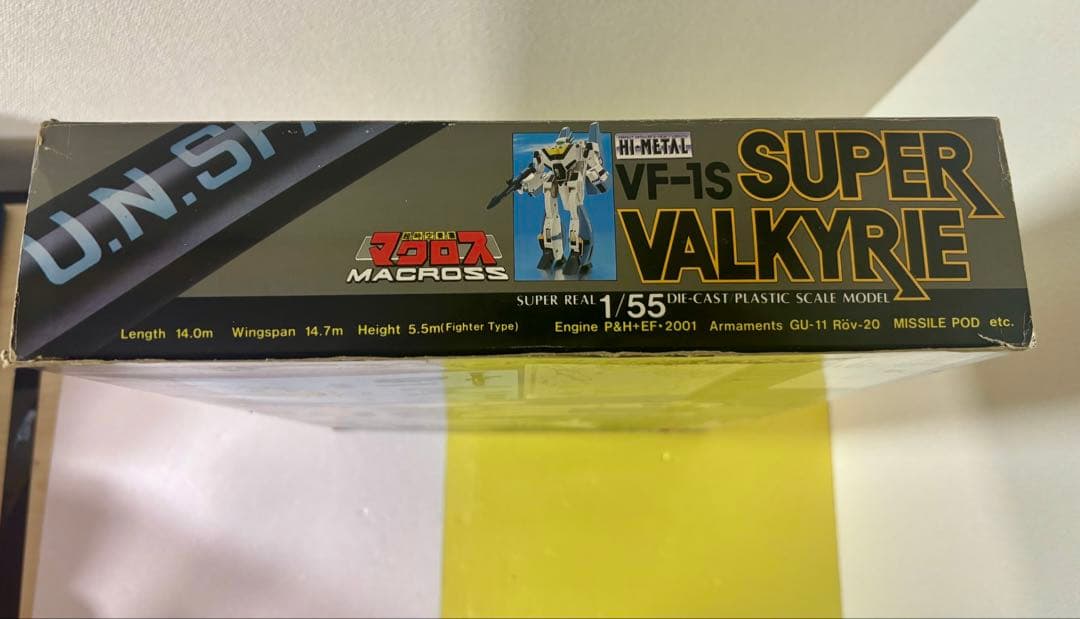 U.N.SP
超時空要塞
マクロス
MACROSS
HI-METAL
VF-1S SUPER
VALKYRIE
SUPER REAL 1/55 DIE-CAST/PLASTIC SCALE MODEL
Length 14.0m Wingspan 14.7m Height 5.5m(Fighter Type) Engine P&H+EF・2001 Armaments GU-11 Röv-20 MISSILE POD etc.